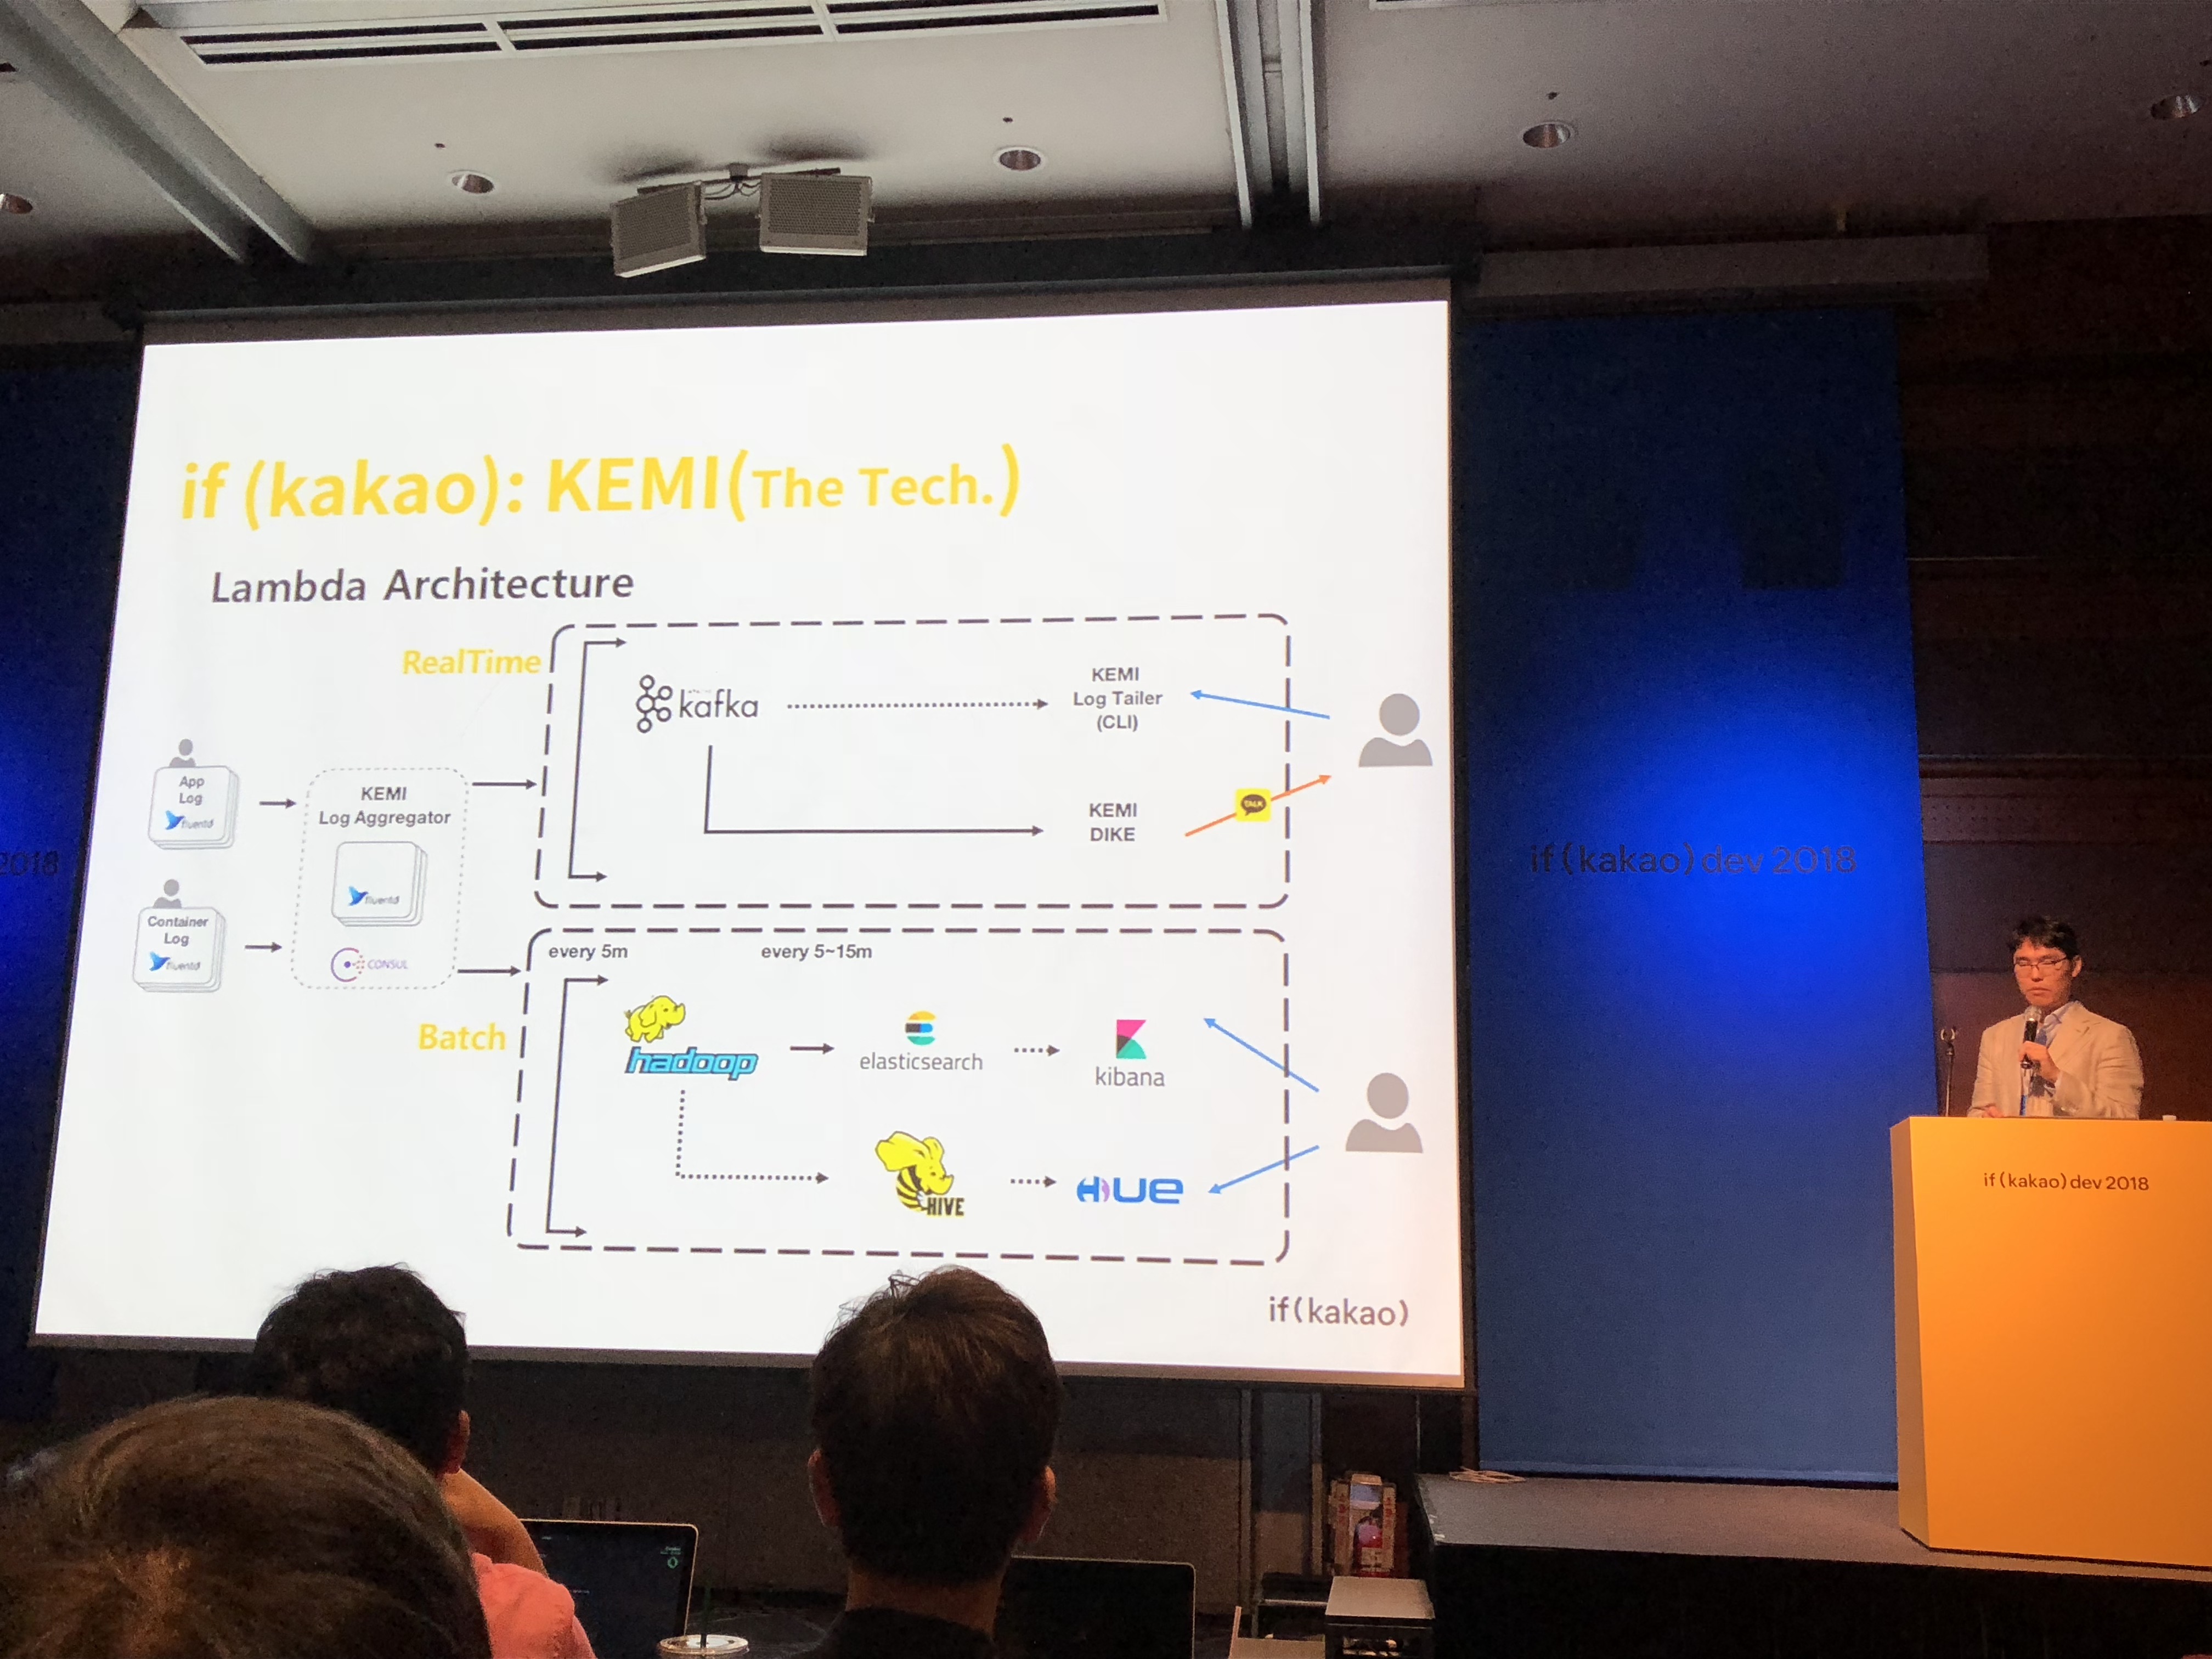 if (kakao): KEMI(The Tech.)
Lambda Architecture
RealTime
kafka
KEMI
Log Tailer
(CLI)
App
Log
fluentd
KEMI
Log Aggregator
fluentd
CONSUL
KEMI
DIKE
TALK
Container
Log
fluentd
Batch
every 5m
every 5~15m
hadoop
elasticsearch
kibana
HIVE
HUE
if(kakao)
2018
if(kakao)dev 2018
if(kakao)dev 2018